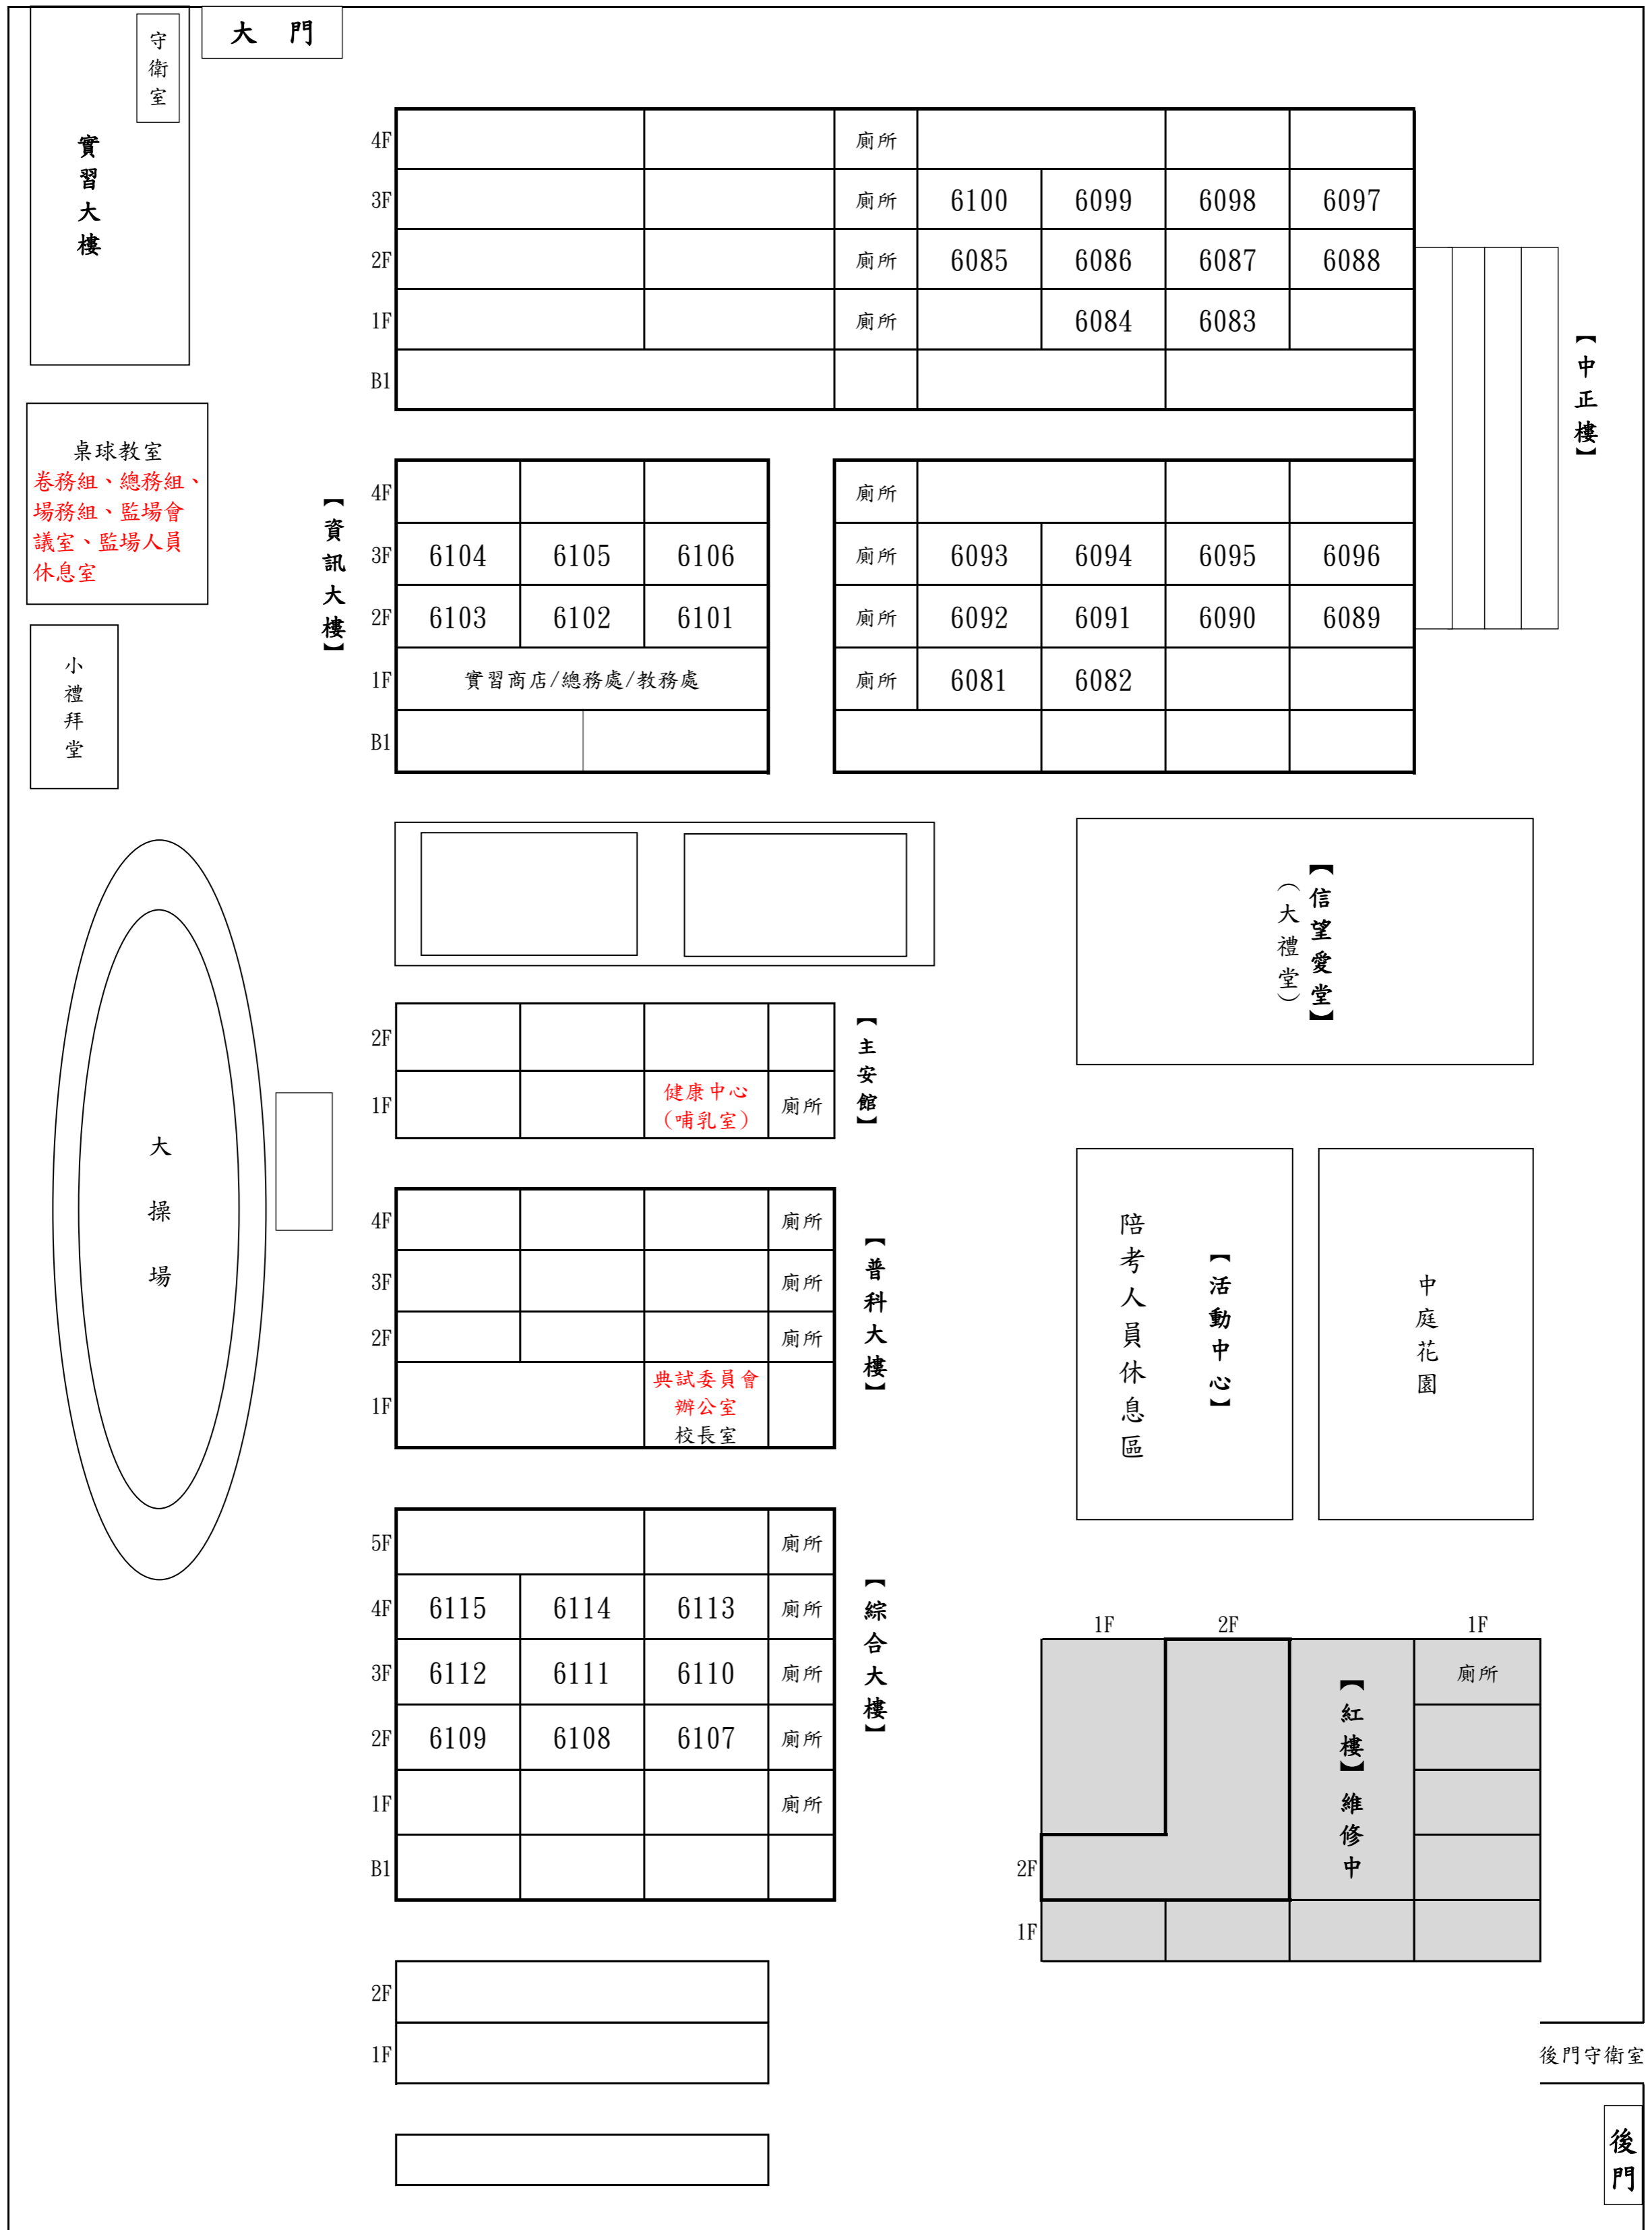 大 門
守衛室
實習大樓
4F 廁所
3F 廁所 6100 6099 6098 6097
2F 廁所 6085 6086 6087 6088
1F 廁所 6084 6083
B1
【中正樓】
桌球教室
卷務組、總務組、
場務組、監場會
議室、監場人員
休息室
小禮拜堂
【資訊大樓】
4F 廁所
3F 6104 6105 6106 廁所 6093 6094 6095 6096
2F 6103 6102 6101 廁所 6092 6091 6090 6089
1F 實習商店/總務處/教務處 廁所 6081 6082
B1
【信望愛堂】
（大禮堂）
大操場
2F
1F 健康中心
（哺乳室） 廁所
【主安館】
4F 廁所
3F 廁所
2F 廁所
1F 典試委員會
辦公室
校長室
【普科大樓】
【活動中心】
陪考人員休息區
中庭花園
5F 廁所
4F 6115 6114 6113 廁所
3F 6112 6111 6110 廁所
2F 6109 6108 6107 廁所
1F 廁所
B1
【綜合大樓】
1F 2F 1F
廁所
【紅樓】維修中
2F
1F
2F
1F
後門守衛室
後門